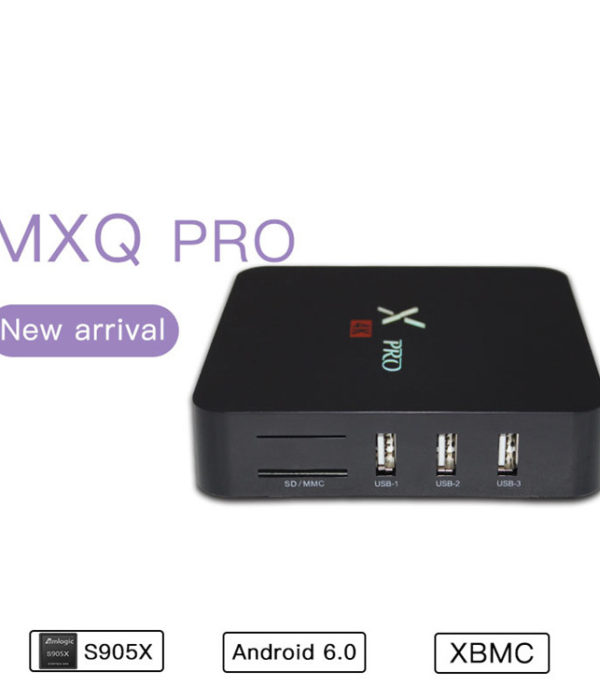 MXQ PRO
New arrival
X
PRO
4K
SD/MMC
USB-1
USB-2
USB-3
Amlogic
S905X
S905X
Android 6.0
XBMC